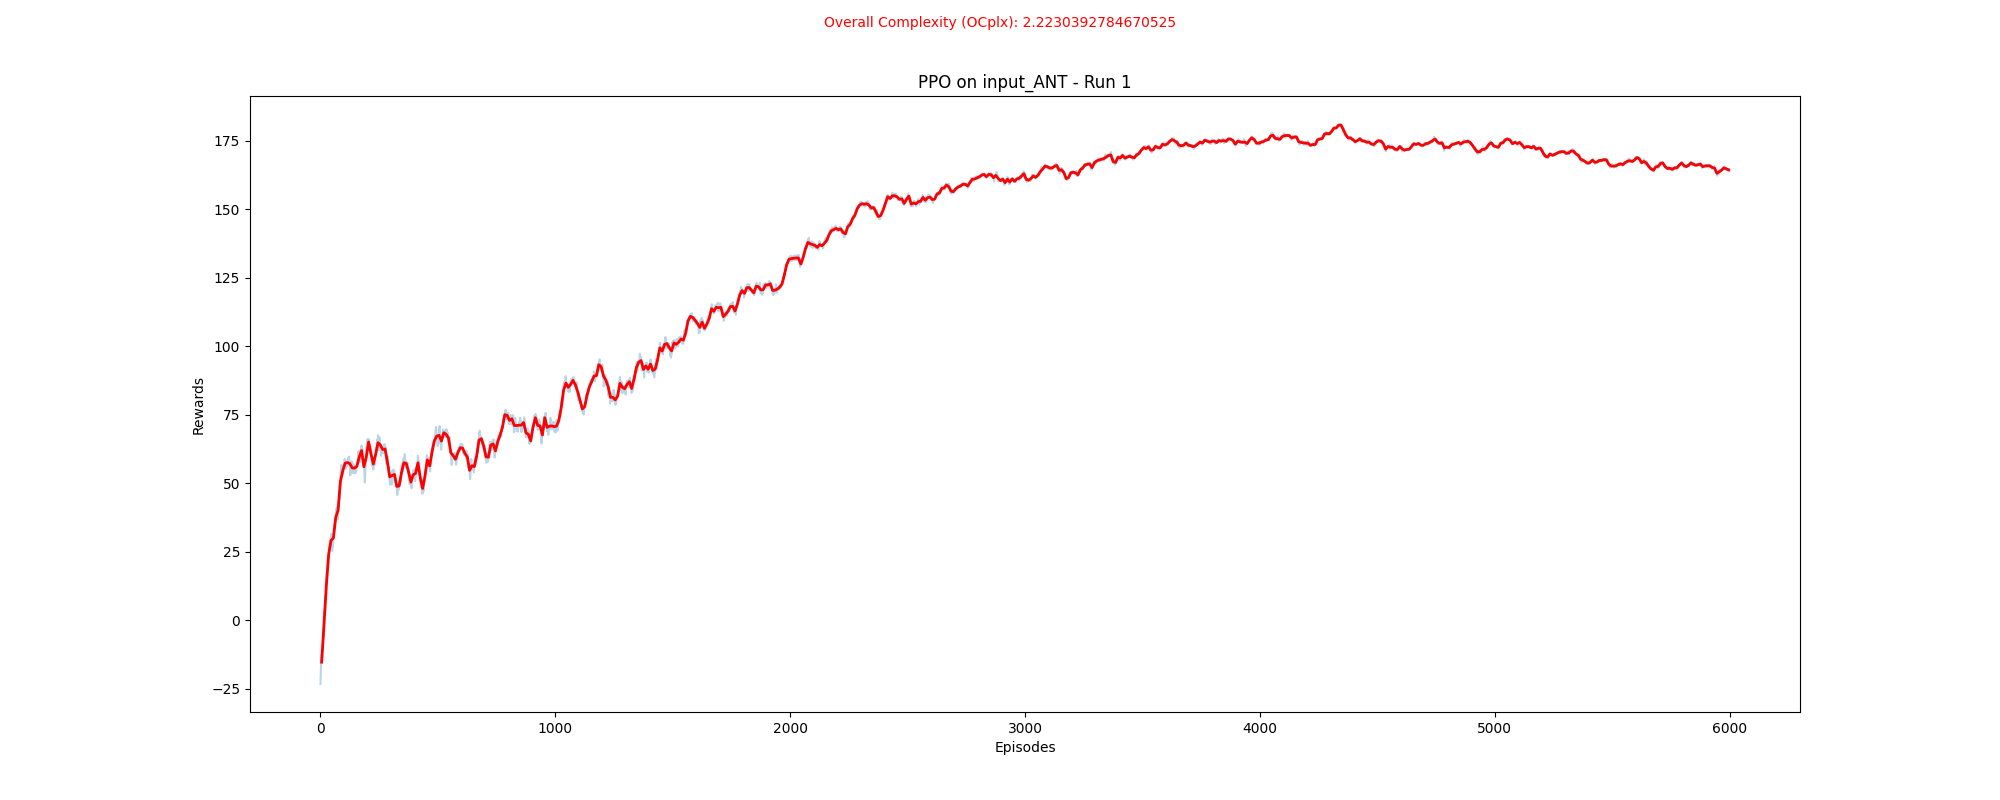 Overall Complexity (OCplx): 2.2230392784670525
PPO on input_ANT - Run 1
175
150
125
100
75
50
25
0
−25
Rewards
0 1000 2000 3000 4000 5000 6000
Episodes